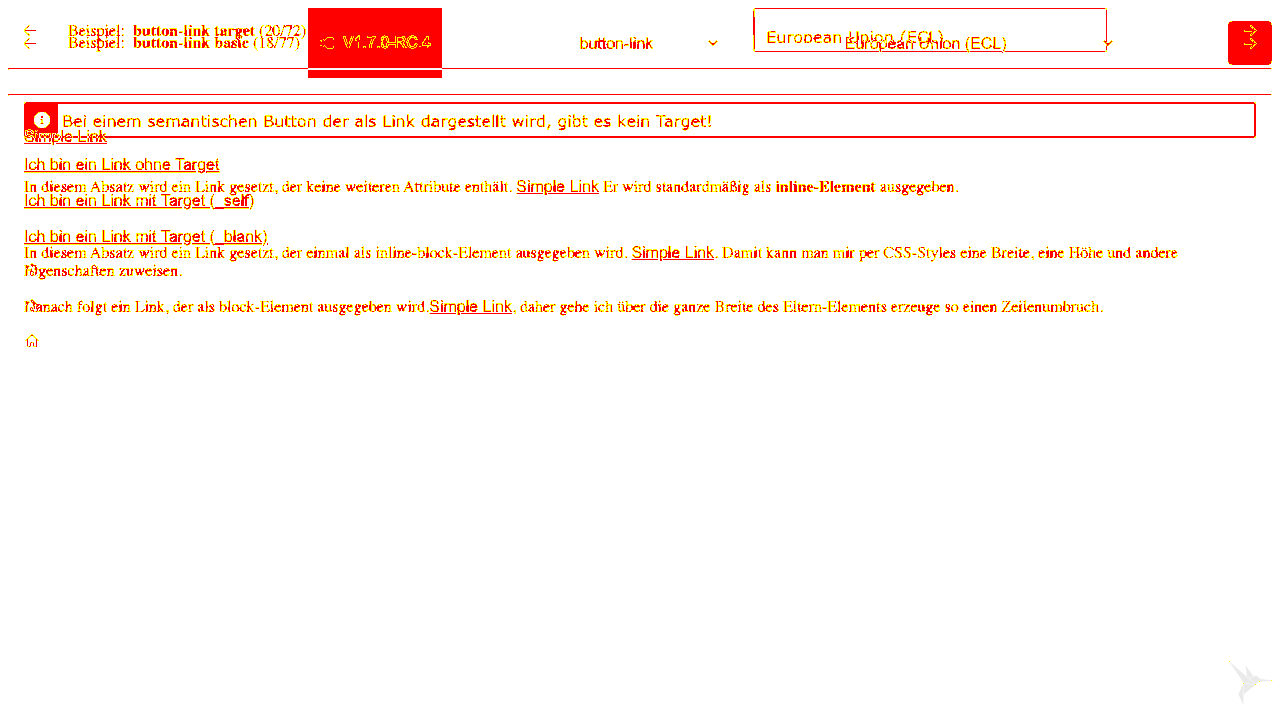 Beispiel: button-link target (20/72)
Beispiel: button-link basic (18/77)
V1.7.0-RC.4
button-link
European Union (ECL)
European Union (ECL)
Bei einem semantischen Button der als Link dargestellt wird, gibt es kein Target!
Simple Link
Ich bin ein Link ohne Target
In diesem Absatz wird ein Link gesetzt, der keine weiteren Attribute enthält. Simple Link Er wird standardmäßig als inline-Element ausgegeben.
Ich bin ein Link mit Target (_self)
Ich bin ein Link mit Target (_blank)
In diesem Absatz wird ein Link gesetzt, der einmal als inline-block-Element ausgegeben wird. Simple Link. Damit kann man mir per CSS-Styles eine Breite, eine Höhe und andere
Eigenschaften zuweisen.
Danach folgt ein Link, der als block-Element ausgegeben wird.Simple Link. daher gehe ich über die ganze Breite des Eltern-Elements erzeuge so einen Zeilenumbruch.